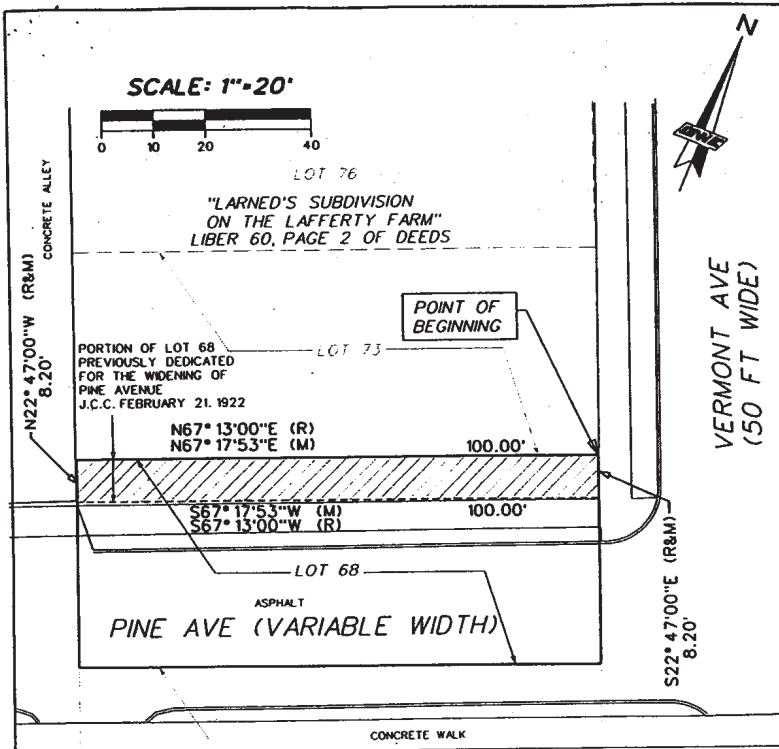 N
SCALE: 1"=20'
0 10 20 40
LOT 76
"LARNED'S SUBDIVISION
ON THE LAFFERTY FARM"
LIBER 60, PAGE 2 OF DEEDS
CONCRETE ALLEY
N22° 47'00"W (R&M)
8.20'
POINT OF
BEGINNING
LOT 73
VERMONT AVE
(50 FT WIDE)
PORTION OF LOT 68
PREVIOUSLY DEDICATED
FOR THE WIDENING OF
PINE AVENUE
J.C.C. FEBRUARY 21. 1922
N67° 13'00"E (R)
N67° 17'53"E (M) 100.00'
S67° 17'53"W (M) 100.00'
S67° 13'00"W (R)
S22° 47'00"E (R&M)
8.20'
LOT 68
ASPHALT
PINE AVE (VARIABLE WIDTH)
CONCRETE WALK